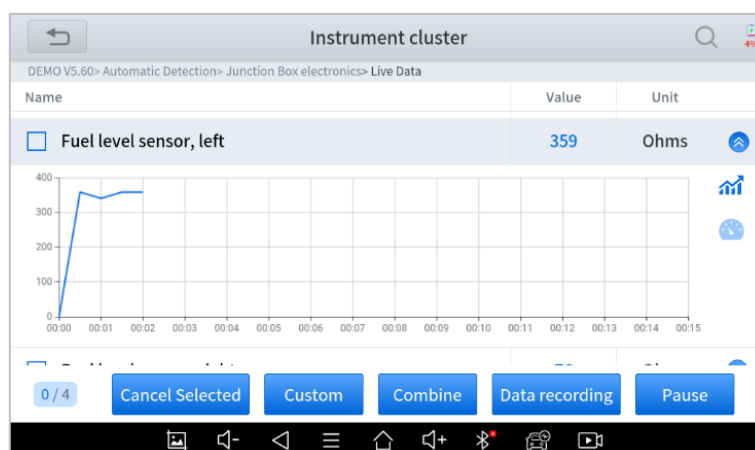 Instrument cluster
4%
DEMO V5.60> Automatic Detection> Junction Box electronics> Live Data
Name Value Unit
Fuel level sensor, left 359 Ohms
400
300
200
100
0
00:00 00:01 00:02 00:03 00:04 00:05 00:06 00:07 00:08 00:09 00:10 00:11 00:12 00:13 00:14 00:15
0 / 4 Cancel Selected Custom Combine Data recording Pause